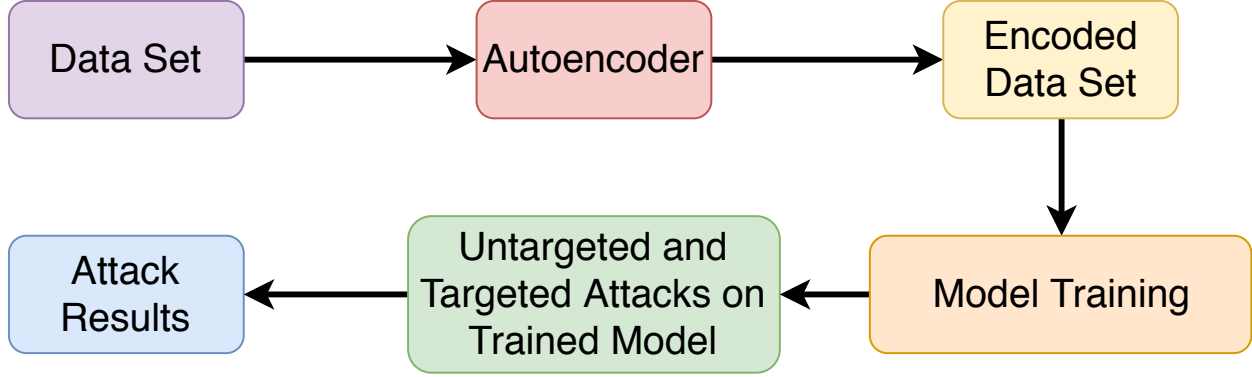 Data Set
Autoencoder
Encoded
Data Set
Attack
Results
Untargeted and
Targeted Attacks on
Trained Model
Model Training